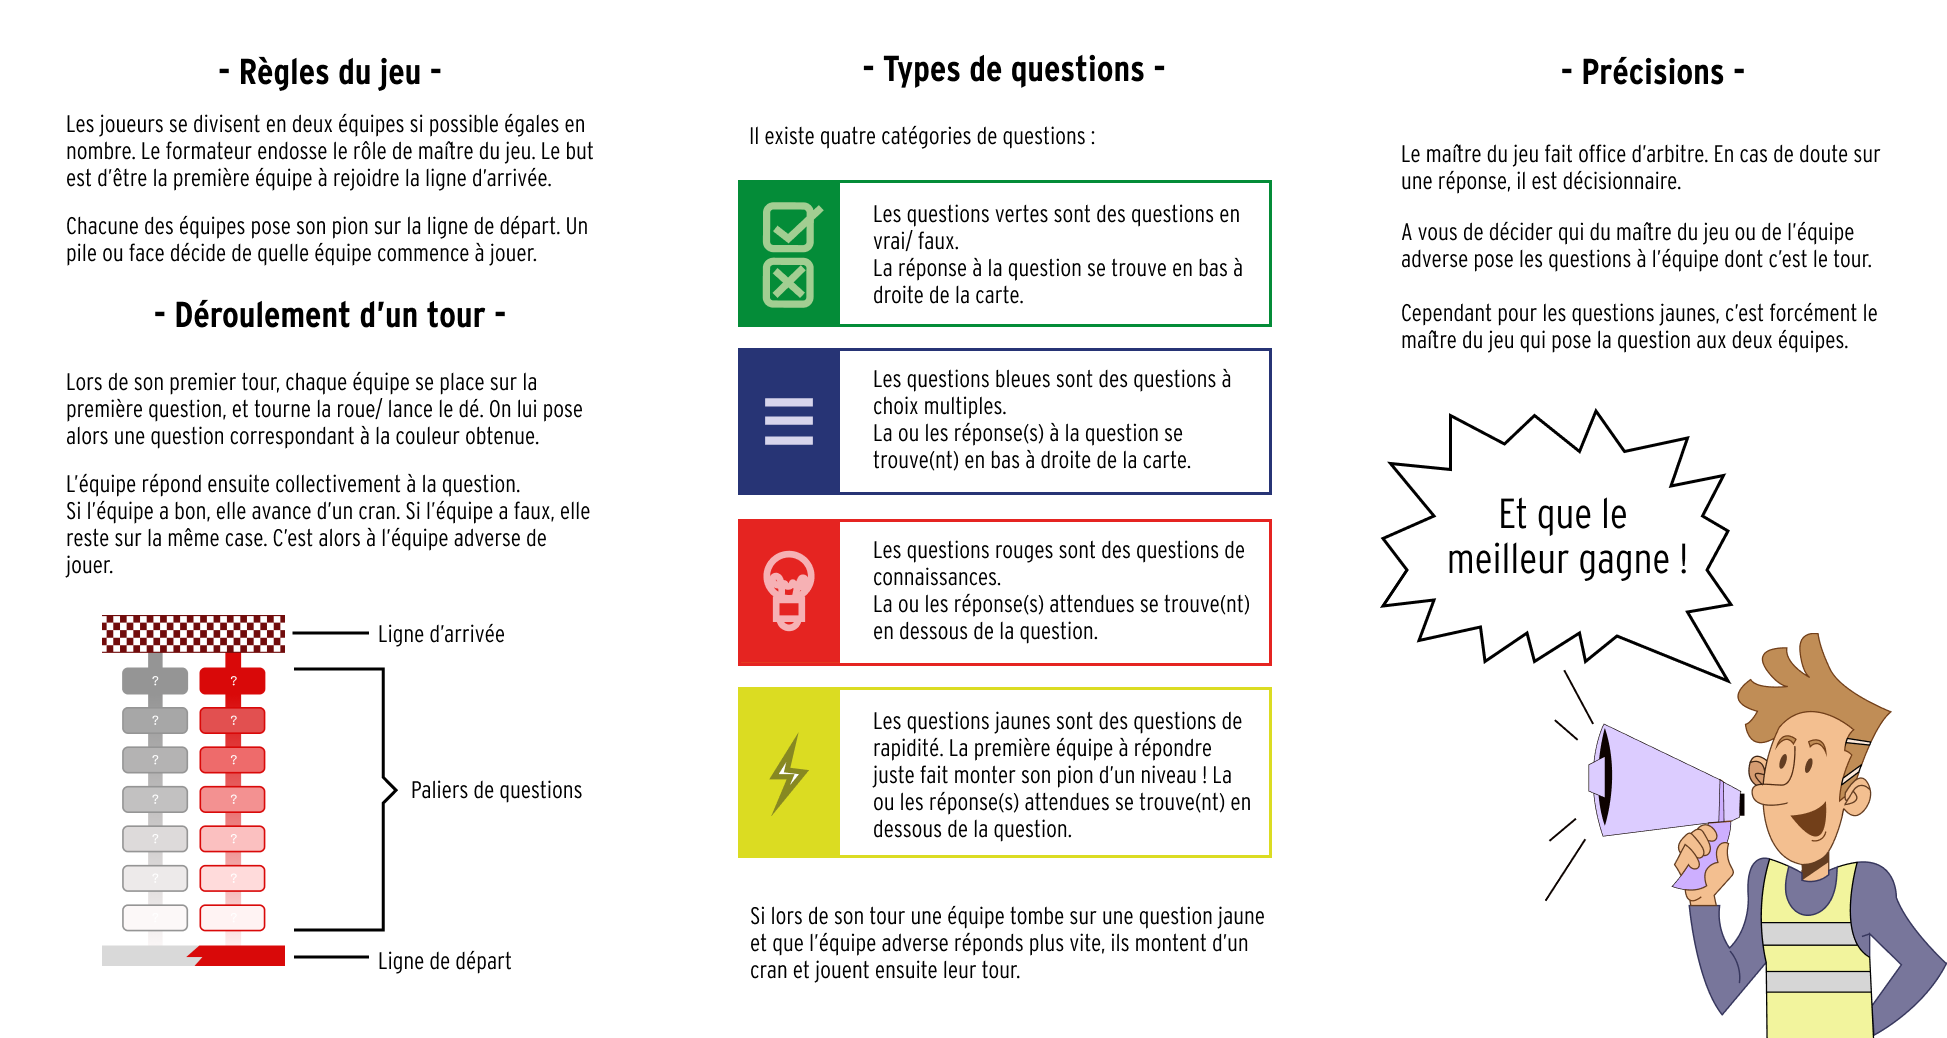 - Règles du jeu -
Les joueurs se divisent en deux équipes si possible égales en
nombre. Le formateur endosse le rôle de maître du jeu. Le but
est d'être la première équipe à rejoidre la ligne d'arrivée.
Chacune des équipes pose son pion sur la ligne de départ. Un
pile ou face décide de quelle équipe commence à jouer.
- Déroulement d'un tour -
Lors de son premier tour, chaque équipe se place sur la
première question, et tourne la roue/ lance le dé. On lui pose
alors une question correspondant à la couleur obtenue.
L'équipe répond ensuite collectivement à la question.
Si l'équipe a bon, elle avance d'un cran. Si l'équipe a faux, elle
reste sur la même case. C'est alors à l'équipe adverse de
jouer.
Ligne d'arrivée
? ?
? ?
? ?
? ?
? ?
? ?
Paliers de questions
Ligne de départ
- Types de questions -
Il existe quatre catégories de questions :
Les questions vertes sont des questions en
vrai/ faux.
La réponse à la question se trouve en bas à
droite de la carte.
Les questions bleues sont des questions à
choix multiples.
La ou les réponse(s) à la question se
trouve(nt) en bas à droite de la carte.
Les questions rouges sont des questions de
connaissances.
La ou les réponse(s) attendues se trouve(nt)
en dessous de la question.
Les questions jaunes sont des questions de
rapidité. La première équipe à répondre
juste fait monter son pion d'un niveau ! La
ou les réponse(s) attendues se trouve(nt) en
dessous de la question.
Si lors de son tour une équipe tombe sur une question jaune
et que l'équipe adverse réponds plus vite, ils montent d'un
cran et jouent ensuite leur tour.
- Précisions -
Le maître du jeu fait office d'arbitre. En cas de doute sur
une réponse, il est décisionnaire.
A vous de décider qui du maître du jeu ou de l'équipe
adverse pose les questions à l'équipe dont c'est le tour.
Cependant pour les questions jaunes, c'est forcément le
maître du jeu qui pose la question aux deux équipes.
Et que le
meilleur gagne !